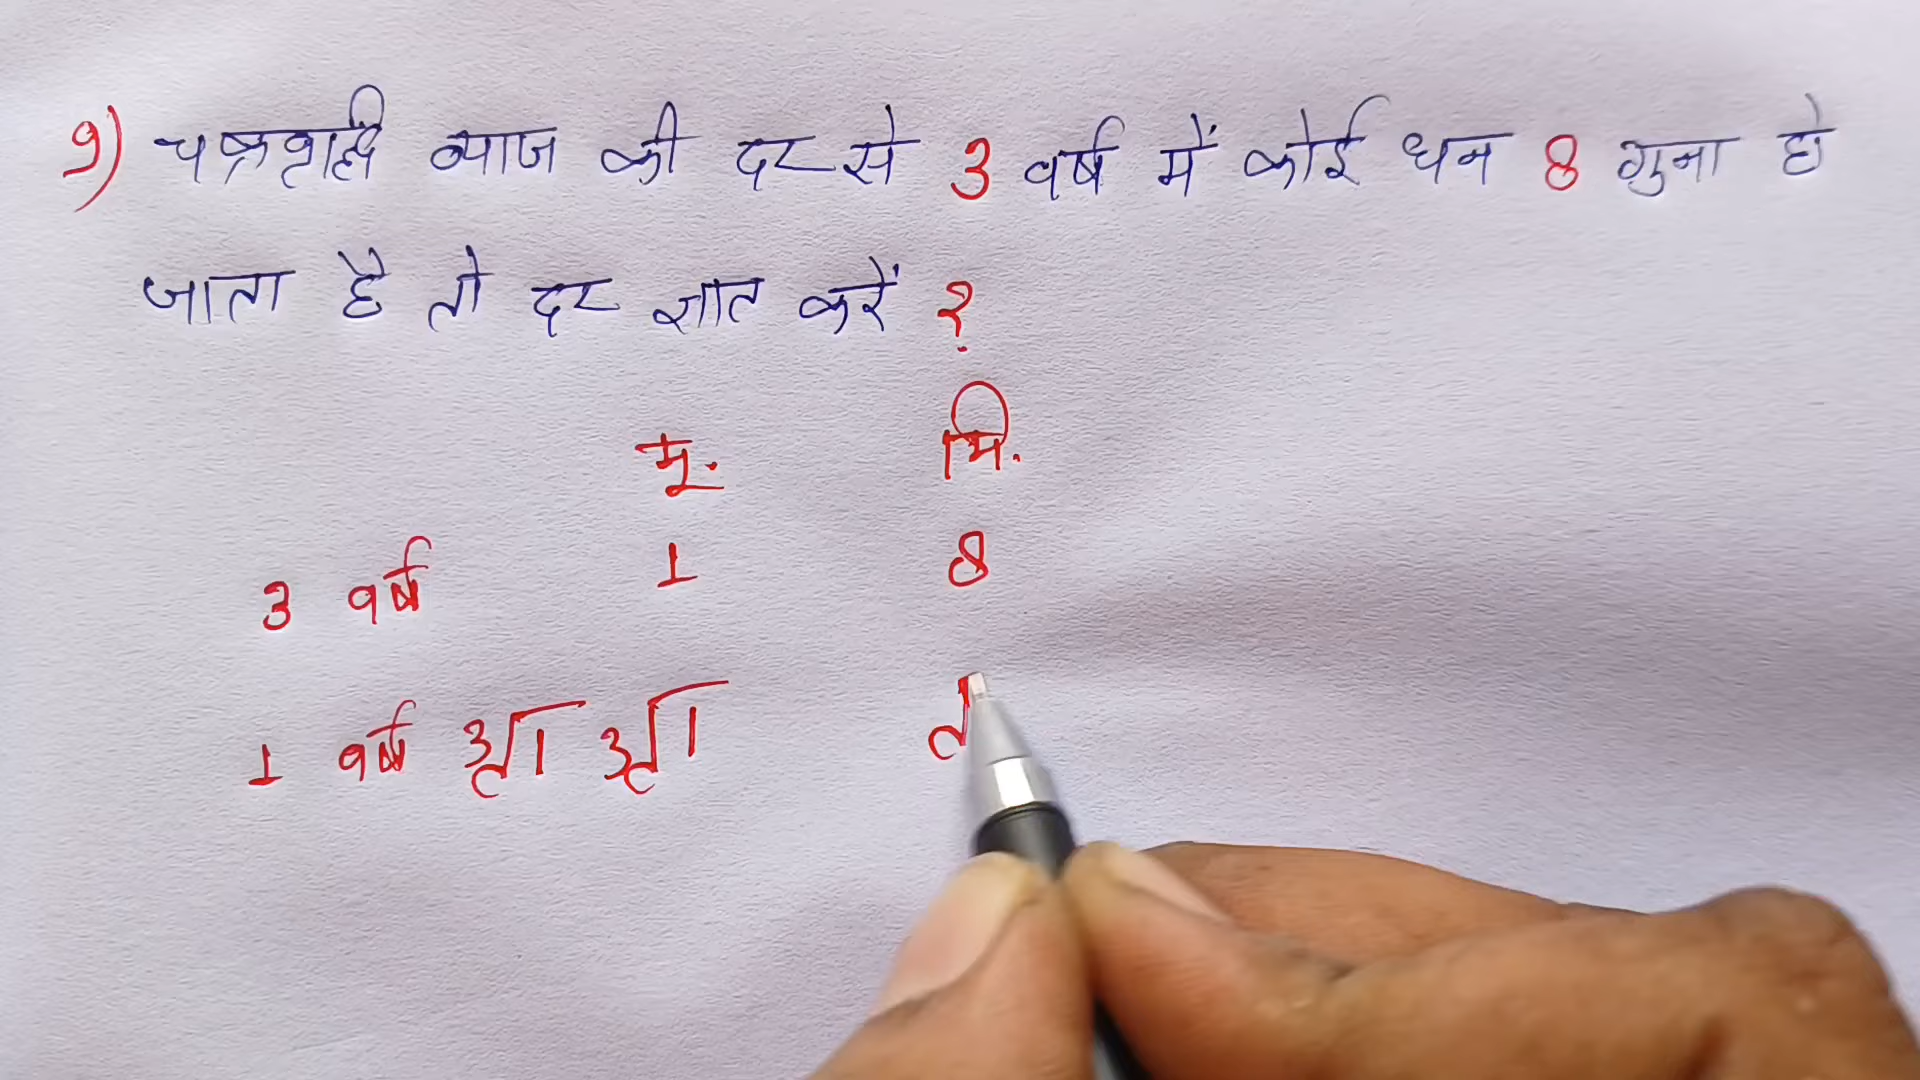 9) चक्रवृद्धि ब्याज की दर से 3 वर्ष में कोई धन 8 गुना हो
जाता है तो दर ज्ञात करें ?
मू. मि.
3 वर्ष 1 8
1 वर्ष 3√1 3√1